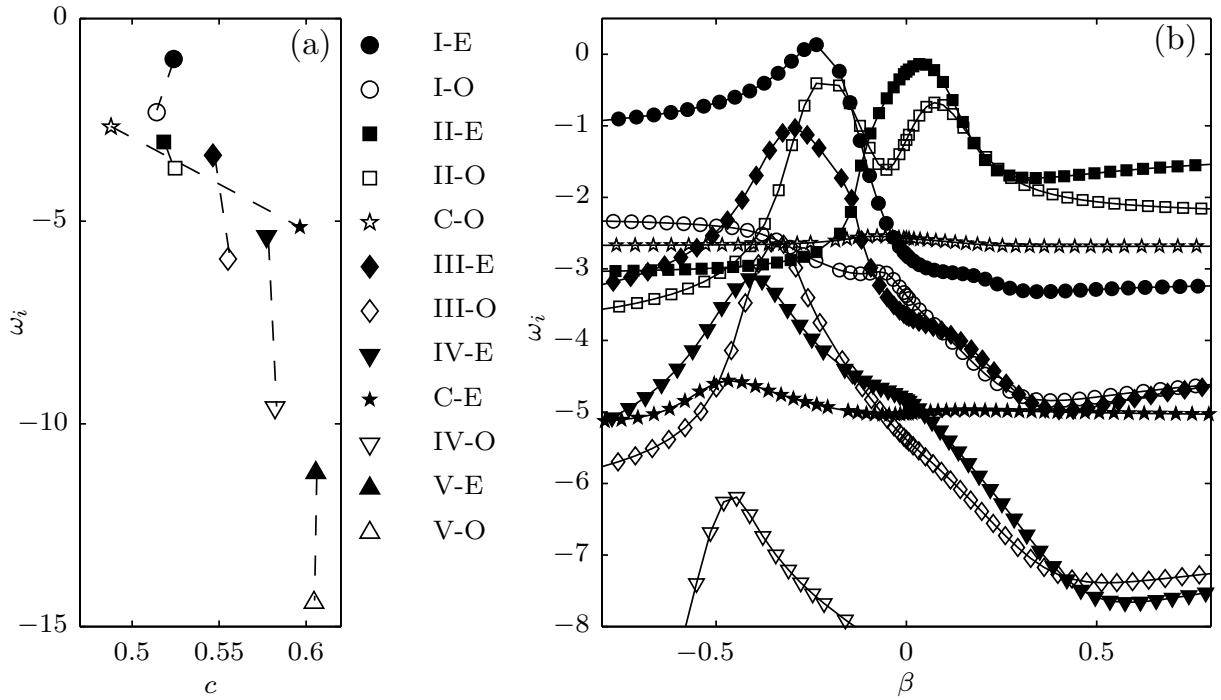 (a)
0
−5
−10
−15
ω_i
0.5
0.55
0.6
c
I-E
I-O
II-E
II-O
C-O
III-E
III-O
IV-E
C-E
IV-O
V-E
V-O
(b)
0
−1
−2
−3
−4
−5
−6
−7
−8
ω_i
−0.5
0
0.5
β